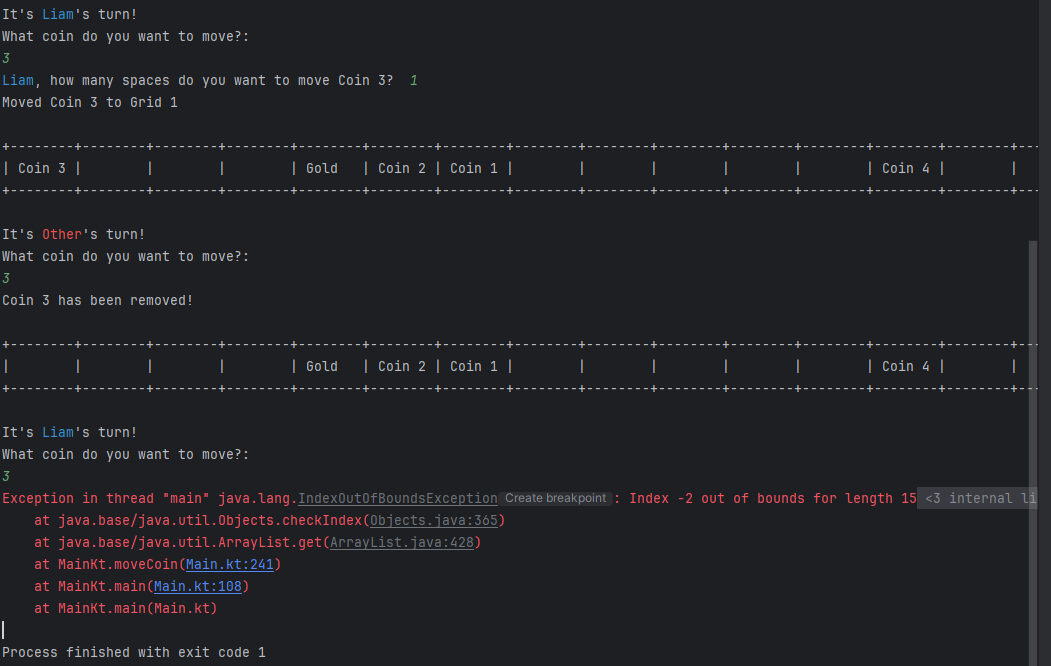 It's Liam's turn!
What coin do you want to move?:
3
Liam, how many spaces do you want to move Coin 3?  1
Moved Coin 3 to Grid 1
+--------+--------+--------+--------+--------+--------+--------+--------+--------+--------+--------+--------+--------+--------+---
| Coin 3 |        |        |        | Gold   | Coin 2 | Coin 1 |        |        |        |        |        | Coin 4 |        |
+--------+--------+--------+--------+--------+--------+--------+--------+--------+--------+--------+--------+--------+--------+---
It's Other's turn!
What coin do you want to move?:
3
Coin 3 has been removed!
+--------+--------+--------+--------+--------+--------+--------+--------+--------+--------+--------+--------+--------+--------+---
|        |        |        |        | Gold   | Coin 2 | Coin 1 |        |        |        |        |        | Coin 4 |        |
+--------+--------+--------+--------+--------+--------+--------+--------+--------+--------+--------+--------+--------+--------+---
It's Liam's turn!
What coin do you want to move?:
3
Exception in thread "main" java.lang.IndexOutOfBoundsException Create breakpoint : Index -2 out of bounds for length 15 <3 internal li
    at java.base/java.util.Objects.checkIndex(Objects.java:365)
    at java.base/java.util.ArrayList.get(ArrayList.java:428)
    at MainKt.moveCoin(Main.kt:241)
    at MainKt.main(Main.kt:108)
    at MainKt.main(Main.kt)
Process finished with exit code 1